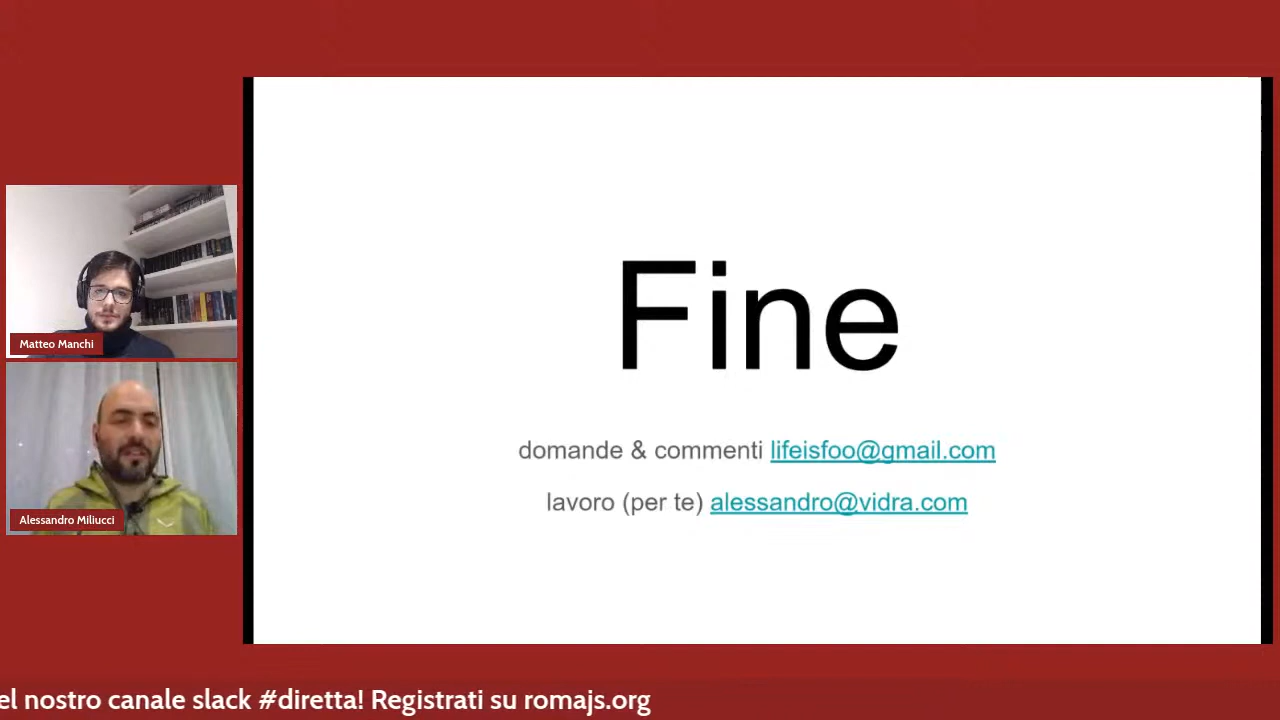 Matteo Manchi
Alessandro Miliucci
Fine
domande & commenti lifeisfoo@gmail.com
lavoro (per te) alessandro@vidra.com
el nostro canale slack #diretta! Registrati su romajs.org